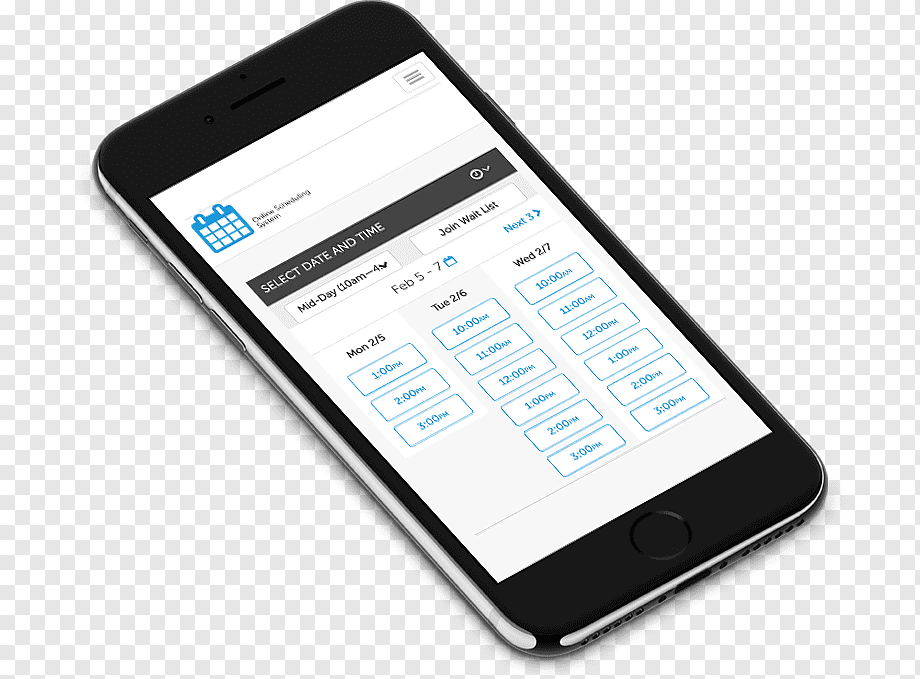 Online Scheduling
System
SELECT DATE AND TIME
Mid-Day (10am—4
Join Wait List
Feb 5 - 7
Next 3
Mon 2/5
1:00PM
2:00PM
3:00PM
Tue 2/6
10:00AM
11:00AM
12:00PM
1:00PM
2:00PM
3:00PM
Wed 2/7
10:00AM
11:00AM
12:00PM
1:00PM
2:00PM
3:00PM